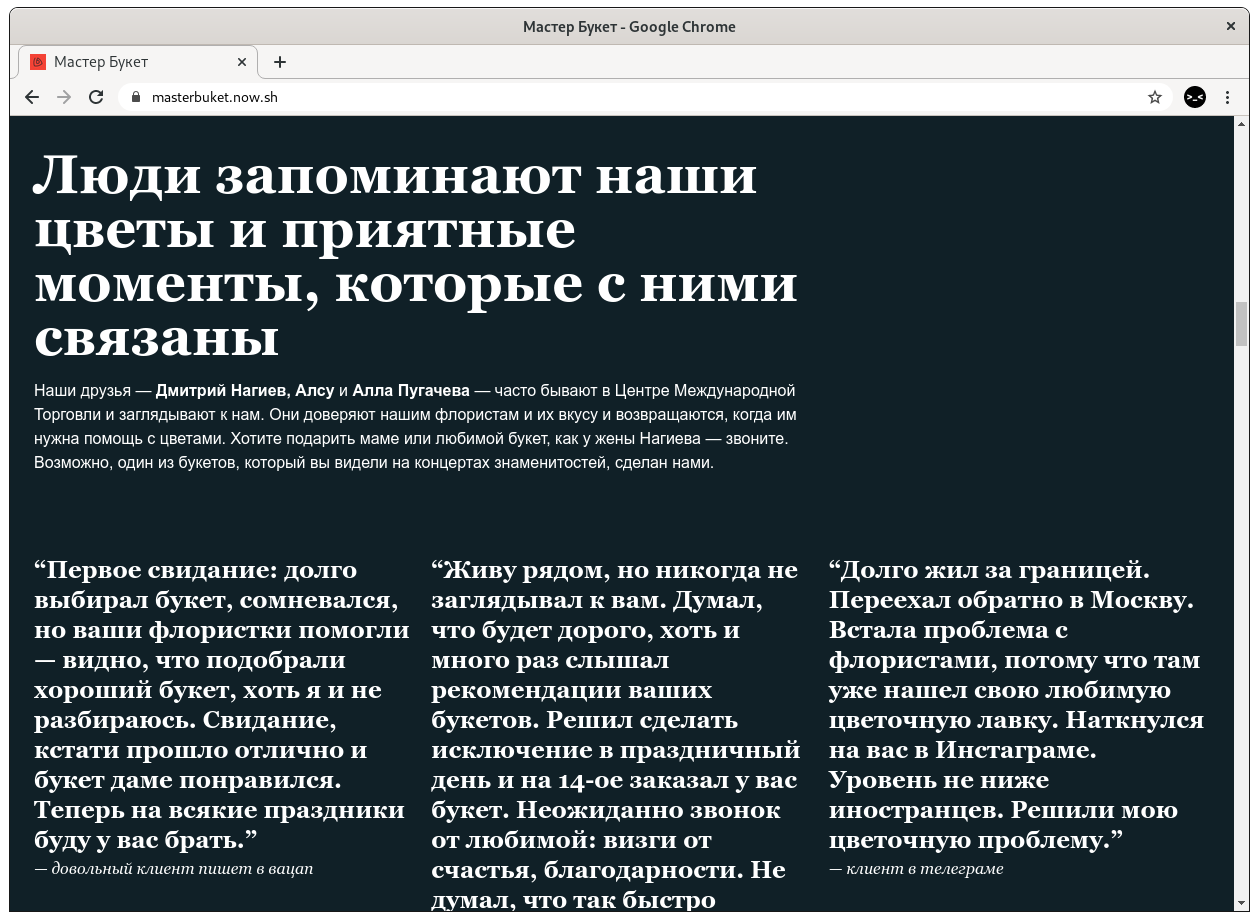 Мастер Букет - Google Chrome
Мастер Букет
masterbuket.now.sh
>_<
Люди запоминают наши
цветы и приятные
моменты, которые с ними
связаны
Наши друзья — Дмитрий Нагиев, Алсу и Алла Пугачева — часто бывают в Центре Международной
Торговли и заглядывают к нам. Они доверяют нашим флористам и их вкусу и возвращаются, когда им
нужна помощь с цветами. Хотите подарить маме или любимой букет, как у жены Нагиева — звоните.
Возможно, один из букетов, который вы видели на концертах знаменитостей, сделан нами.
“Первое свидание: долго
выбирал букет, сомневался,
но ваши флористки помогли
— видно, что подобрали
хороший букет, хоть я и не
разбираюсь. Свидание,
кстати прошло отлично и
букет даме понравился.
Теперь на всякие праздники
буду у вас брать.”
— довольный клиент пишет в вацап
“Живу рядом, но никогда не
заглядывал к вам. Думал,
что будет дорого, хоть и
много раз слышал
рекомендации ваших
букетов. Решил сделать
исключение в праздничный
день и на 14-ое заказал у вас
букет. Неожиданно звонок
от любимой: визги от
счастья, благодарности. Не
думал, что так быстро
“Долго жил за границей.
Переехал обратно в Москву.
Встала проблема с
флористами, потому что там
уже нашел свою любимую
цветочную лавку. Наткнулся
на вас в Инстаграме.
Уровень не ниже
иностранцев. Решили мою
цветочную проблему.”
— клиент в телеграме